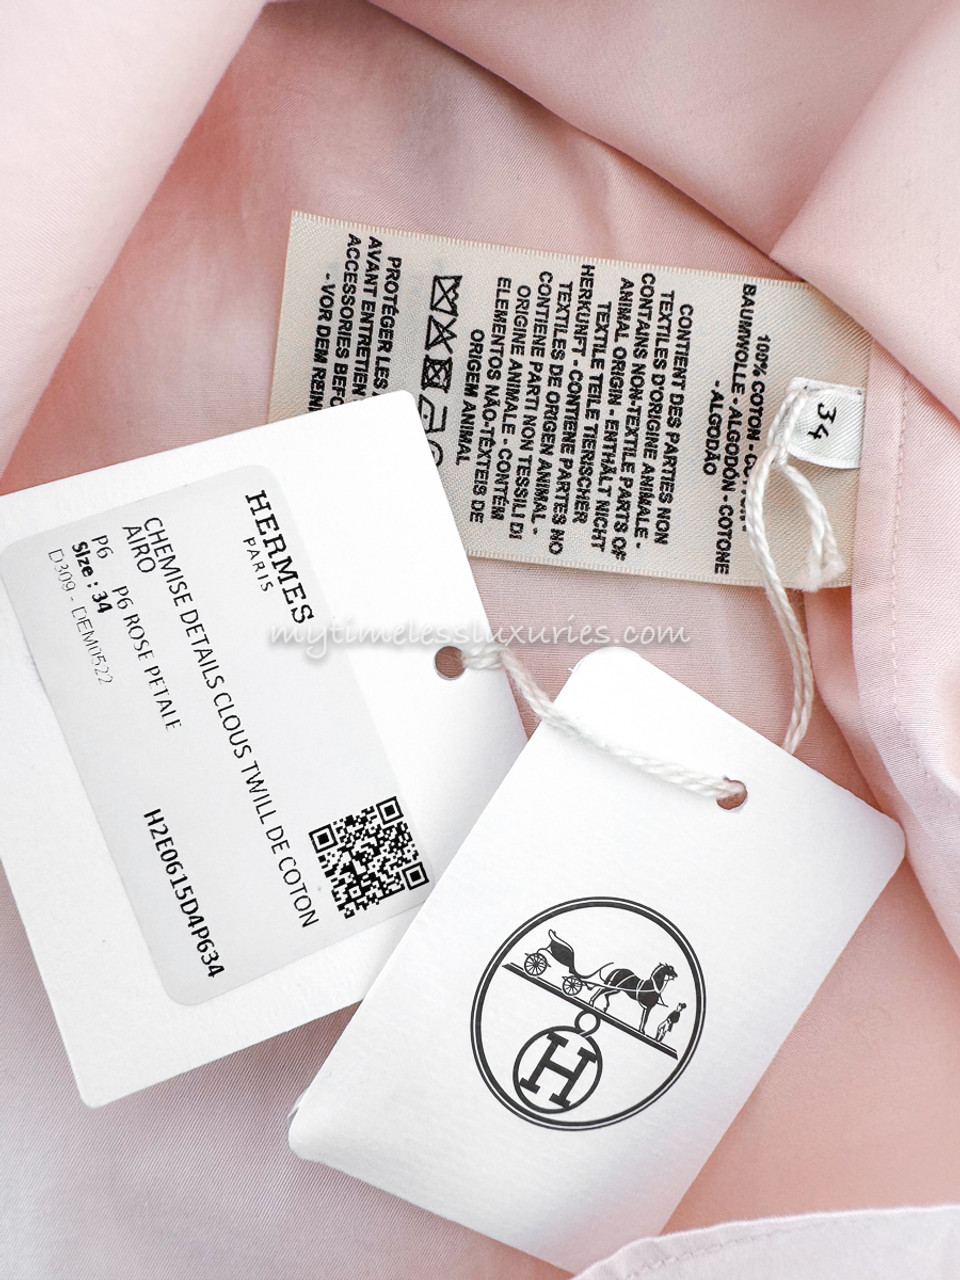 100% COTON -
BAUMWOLLE - ALGODÓN - COTONE
- ALGODÃO
34
CONTIENT DES PARTIES NON
TEXTILES D'ORIGINE ANIMALE -
CONTAINS NON-TEXTILE PARTS OF
ANIMAL ORIGIN - ENTHÄLT NICHT
TEXTILE TEILE TIERISCHER
HERKUNFT - CONTIENE PARTES NO
TEXTILES DE ORIGEN ANIMAL -
CONTIENE PARTI NON TESSILI DI
ORIGINE ANIMALE - CONTÉM
ELEMENTOS NÃO-TÊXTEIS DE
ORIGEM ANIMAL
PROTÉGER LES
AVANT ENTRETIEN
ACCESSORIES
- VOR DEM
HERMES
PARIS
CHEMISE DETAILS CLOUS TWILL DE COTON
AIRO
P6 P6 ROSE PETALE
Size : 34
D309 - DEM0522
H2E0615D4P634
mytimelessluxuries.com
H